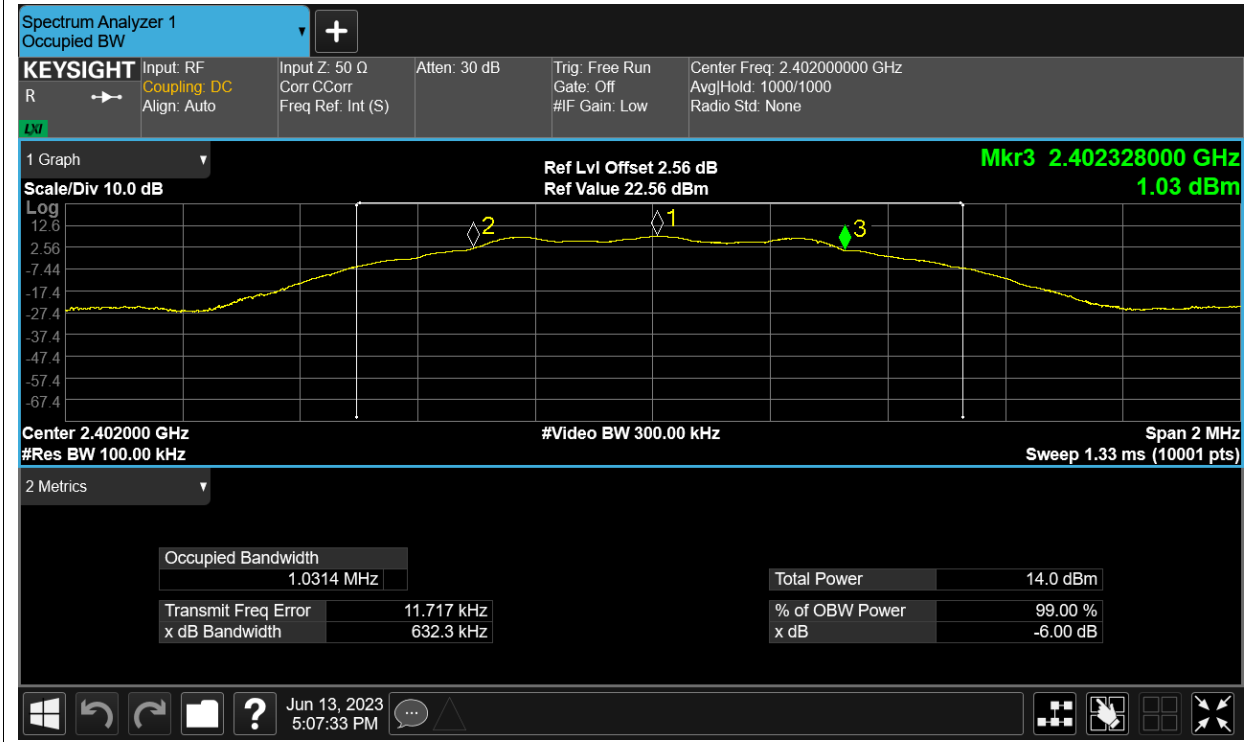 Spectrum Analyzer 1
Occupied BW
KEYSIGHT
R
LXI
Input: RF
Coupling: DC
Align: Auto
Input Z: 50 Ω
Corr CCorr
Freq Ref: Int (S)
Atten: 30 dB
Trig: Free Run
Gate: Off
#IF Gain: Low
Center Freq: 2.402000000 GHz
Avg|Hold: 1000/1000
Radio Std: None
1 Graph
Scale/Div 10.0 dB
Ref Lvl Offset 2.56 dB
Ref Value 22.56 dBm
Mkr3 2.402328000 GHz
1.03 dBm
Log
12.6
2.56
-7.44
-17.4
-27.4
-37.4
-47.4
-57.4
-67.4
2
1
3
Center 2.402000 GHz
#Res BW 100.00 kHz
#Video BW 300.00 kHz
Span 2 MHz
Sweep 1.33 ms (10001 pts)
2 Metrics
Occupied Bandwidth
1.0314 MHz
Transmit Freq Error 11.717 kHz
x dB Bandwidth 632.3 kHz
Total Power 14.0 dBm
% of OBW Power 99.00 %
x dB -6.00 dB
?
Jun 13, 2023
5:07:33 PM